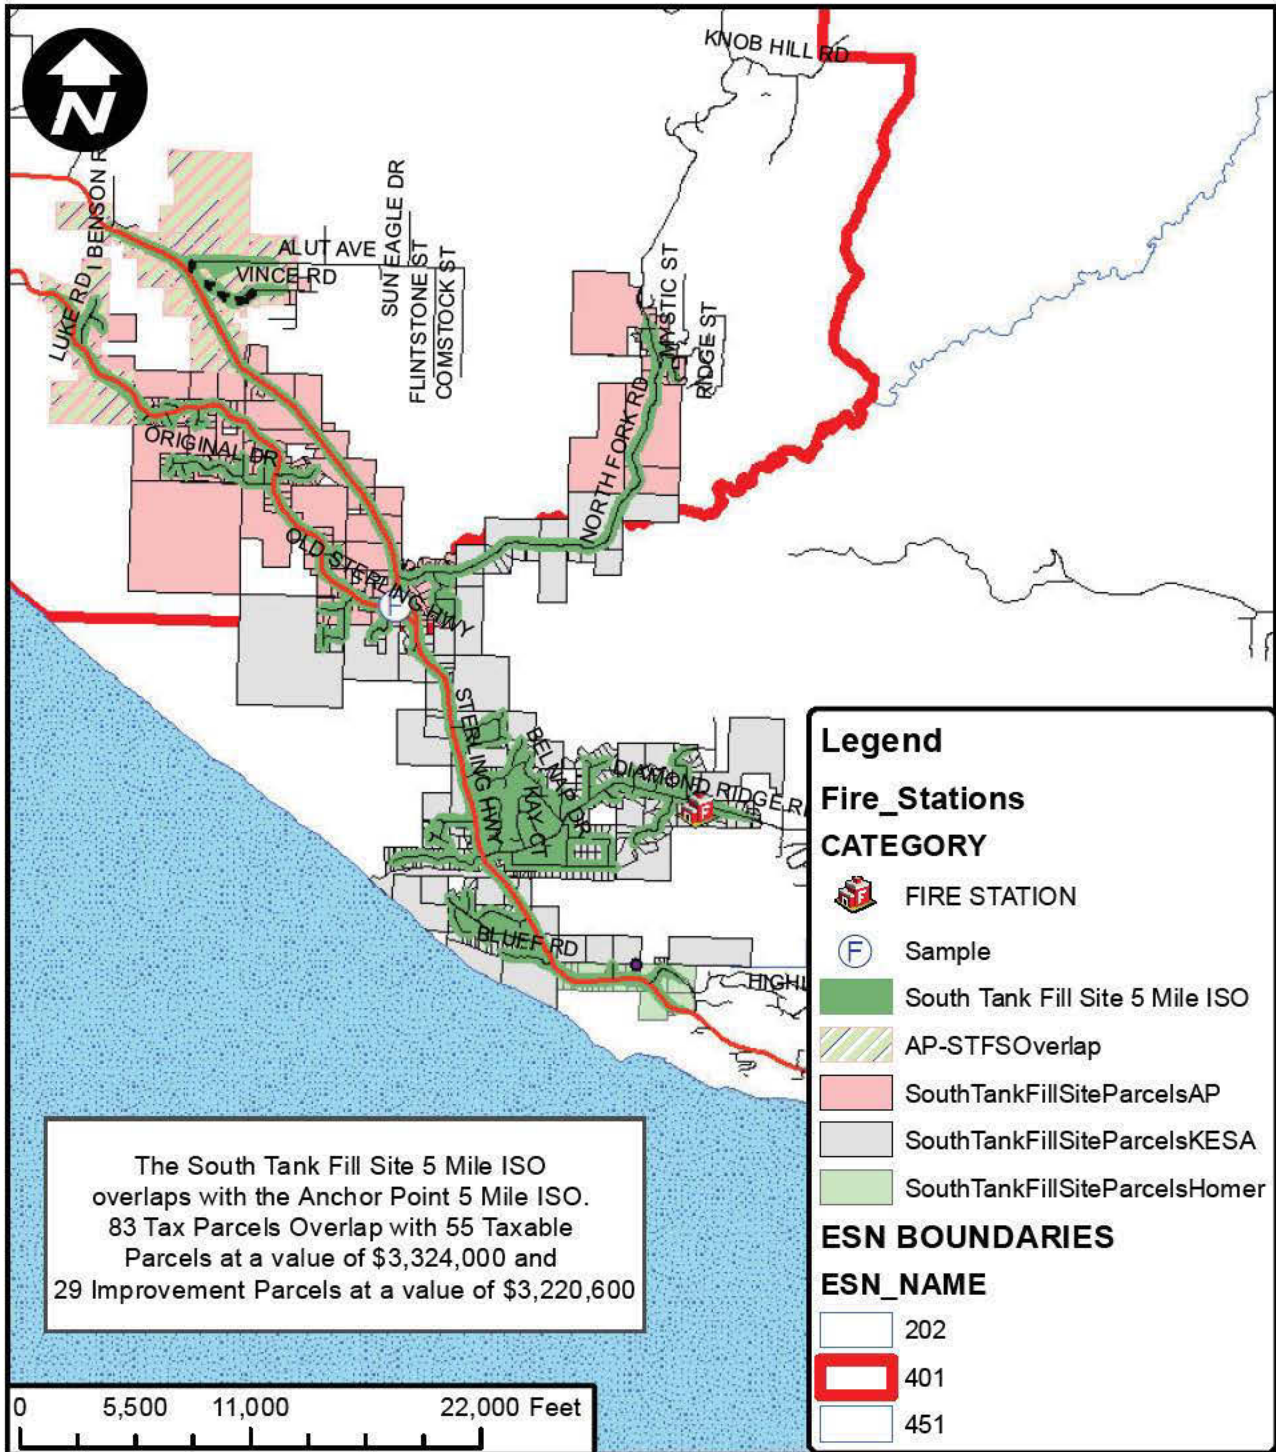 KNOB HILL RD
N
I BENSON R
SUN EAGLE DR
ALUT AVE
VINCE RD
FLINTSTONE ST
COMSTOCK ST
LUKE RD
MYSTIC ST
RIDGE ST
NORTH FORK RD
ORIGINAL DR
OLD STERLING HWY
F
STERLING HWY
BELNAP DR
DIAMOND RIDGE R
KAY CT
BLUFF RD
HIGHL
Legend
Fire_Stations
CATEGORY
FIRE STATION
F Sample
South Tank Fill Site 5 Mile ISO
AP-STFSOverlap
SouthTankFillSiteParcelsAP
SouthTankFillSiteParcelsKESA
SouthTankFillSiteParcelsHomer
ESN BOUNDARIES
ESN_NAME
202
401
451
The South Tank Fill Site 5 Mile ISO
overlaps with the Anchor Point 5 Mile ISO.
83 Tax Parcels Overlap with 55 Taxable
Parcels at a value of $3,324,000 and
29 Improvement Parcels at a value of $3,220,600
0 5,500 11,000 22,000 Feet